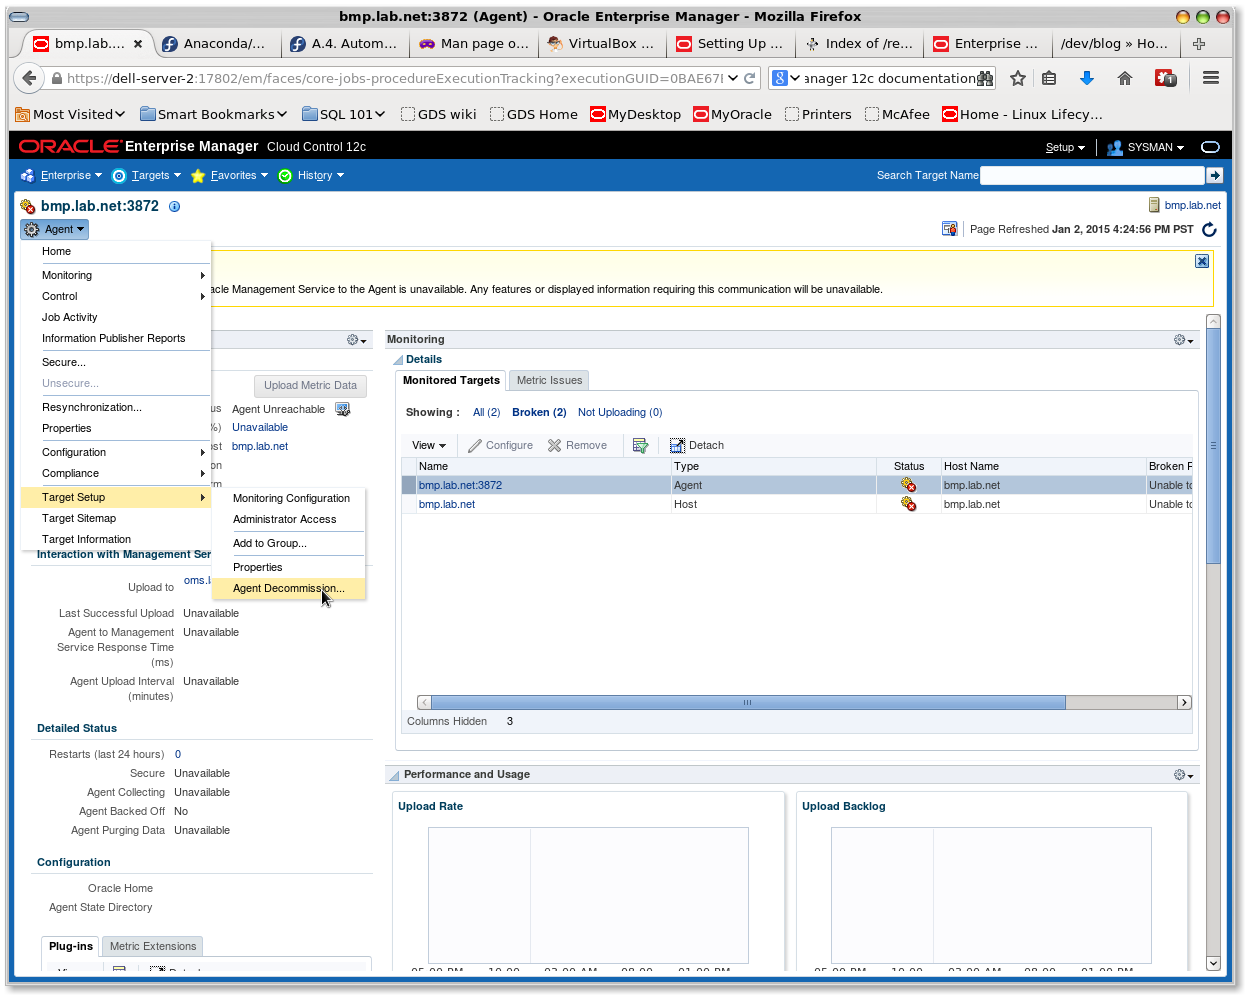 bmp.lab.net:3872 (Agent) - Oracle Enterprise Manager - Mozilla Firefox
bmp.lab.... Anaconda/... A.4. Autom... Man page o... VirtualBox ... Setting Up ... Index of /re... Enterprise ... /dev/blog » Ho...
https://dell-server-2:17802/em/faces/core-jobs-procedureExecutionTracking?executionGUID=0BAE67 anager 12c documentation
Most Visited Smart Bookmarks SQL 101 GDS wiki GDS Home MyDesktop MyOracle Printers McAfee Home - Linux Lifecy...
ORACLE Enterprise Manager Cloud Control 12c Setup SYSMAN
Enterprise Targets Favorites History Search Target Name
bmp.lab.net:3872 bmp.lab.net
Agent Page Refreshed Jan 2, 2015 4:24:56 PM PST
Home
Monitoring
Control
Job Activity
Information Publisher Reports
Secure...
Unsecure...
Resynchronization...
Properties
Configuration
Compliance
Target Setup
Target Sitemap
Target Information
Monitoring Configuration
Administrator Access
Add to Group...
Properties
Agent Decommission...
acle Management Service to the Agent is unavailable. Any features or displayed information requiring this communication will be unavailable.
Upload Metric Data
us Agent Unreachable
%) Unavailable
ost bmp.lab.net
on
rm
Interaction with Management Ser
Upload to oms.l
Last Successful Upload Unavailable
Agent to Management Service Response Time (ms) Unavailable
Agent Upload Interval (minutes) Unavailable
Detailed Status
Restarts (last 24 hours) 0
Secure Unavailable
Agent Collecting Unavailable
Agent Backed Off No
Agent Purging Data Unavailable
Configuration
Oracle Home
Agent State Directory
Plug-ins Metric Extensions
Monitoring
Details
Monitored Targets Metric Issues
Showing : All (2) Broken (2) Not Uploading (0)
View Configure Remove Detach
Name Type Status Host Name Broken
bmp.lab.net:3872 Agent bmp.lab.net Unable
bmp.lab.net Host bmp.lab.net Unable
Columns Hidden 3
Performance and Usage
Upload Rate Upload Backlog